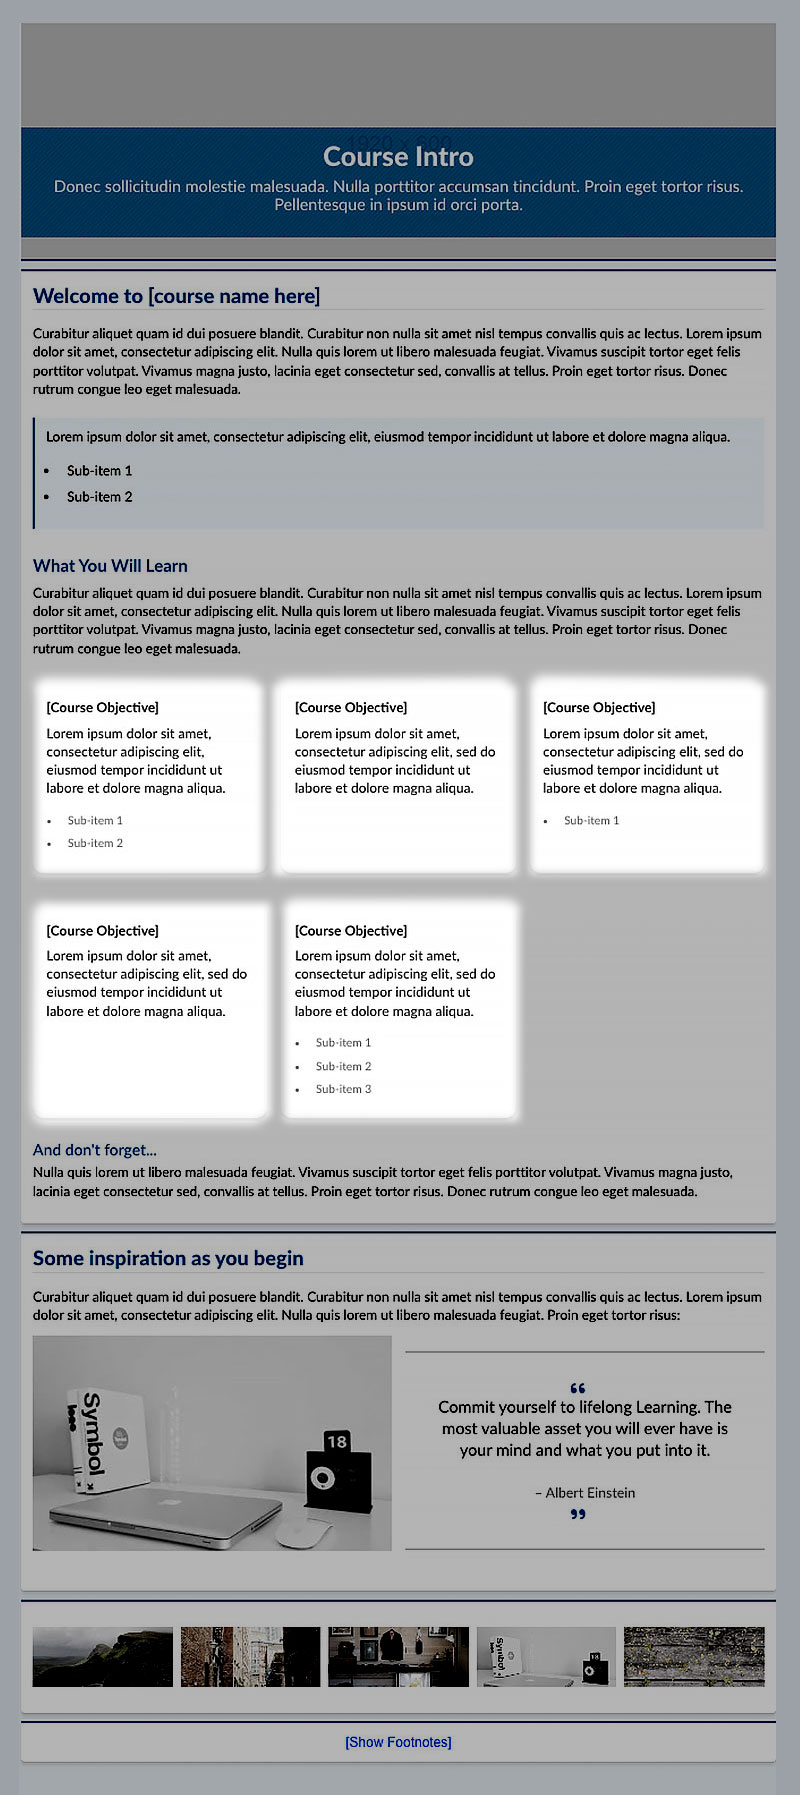 Course Intro
Donec sollicitudin molestie malesuada. Nulla porttitor accumsan tincidunt. Proin eget tortor risus.
Pellentesque in ipsum id orci porta.
Welcome to [course name here]
Curabitur aliquet quam id dui posuere blandit. Curabitur non nulla sit amet nisl tempus convallis quis ac lectus. Lorem ipsum
dolor sit amet, consectetur adipiscing elit. Nulla quis lorem ut libero malesuada feugiat. Vivamus suscipit tortor eget felis
porttitor volutpat. Vivamus magna justo, lacinia eget consectetur sed, convallis at tellus. Proin eget tortor risus. Donec
rutrum congue leo eget malesuada.
Lorem ipsum dolor sit amet, consectetur adipiscing elit, eiusmod tempor incididunt ut labore et dolore magna aliqua.
• Sub-item 1
• Sub-item 2
What You Will Learn
Curabitur aliquet quam id dui posuere blandit. Curabitur non nulla sit amet nisl tempus convallis quis ac lectus. Lorem ipsum
dolor sit amet, consectetur adipiscing elit. Nulla quis lorem ut libero malesuada feugiat. Vivamus suscipit tortor eget felis
porttitor volutpat. Vivamus magna justo, lacinia eget consectetur sed, convallis at tellus. Proin eget tortor risus. Donec
rutrum congue leo eget malesuada.
[Course Objective]
Lorem ipsum dolor sit amet,
consectetur adipiscing elit,
eiusmod tempor incididunt ut
labore et dolore magna aliqua.
• Sub-item 1
• Sub-item 2
[Course Objective]
Lorem ipsum dolor sit amet,
consectetur adipiscing elit, sed do
eiusmod tempor incididunt ut
labore et dolore magna aliqua.
[Course Objective]
Lorem ipsum dolor sit amet,
consectetur adipiscing elit, sed do
eiusmod tempor incididunt ut
labore et dolore magna aliqua.
• Sub-item 1
[Course Objective]
Lorem ipsum dolor sit amet,
consectetur adipiscing elit, sed do
eiusmod tempor incididunt ut
labore et dolore magna aliqua.
[Course Objective]
Lorem ipsum dolor sit amet,
consectetur adipiscing elit, sed do
eiusmod tempor incididunt ut
labore et dolore magna aliqua.
• Sub-item 1
• Sub-item 2
• Sub-item 3
And don't forget...
Nulla quis lorem ut libero malesuada feugiat. Vivamus suscipit tortor eget felis porttitor volutpat. Vivamus magna justo,
lacinia eget consectetur sed, convallis at tellus. Proin eget tortor risus. Donec rutrum congue leo eget malesuada.
Some inspiration as you begin
Curabitur aliquet quam id dui posuere blandit. Curabitur non nulla sit amet nisl tempus convallis quis ac lectus. Lorem ipsum
dolor sit amet, consectetur adipiscing elit. Nulla quis lorem ut libero malesuada feugiat. Proin eget tortor risus:
Symbol
logo
18
“
Commit yourself to lifelong Learning. The
most valuable asset you will ever have is
your mind and what you put into it.
– Albert Einstein
”
Symbol
18
[Show Footnotes]